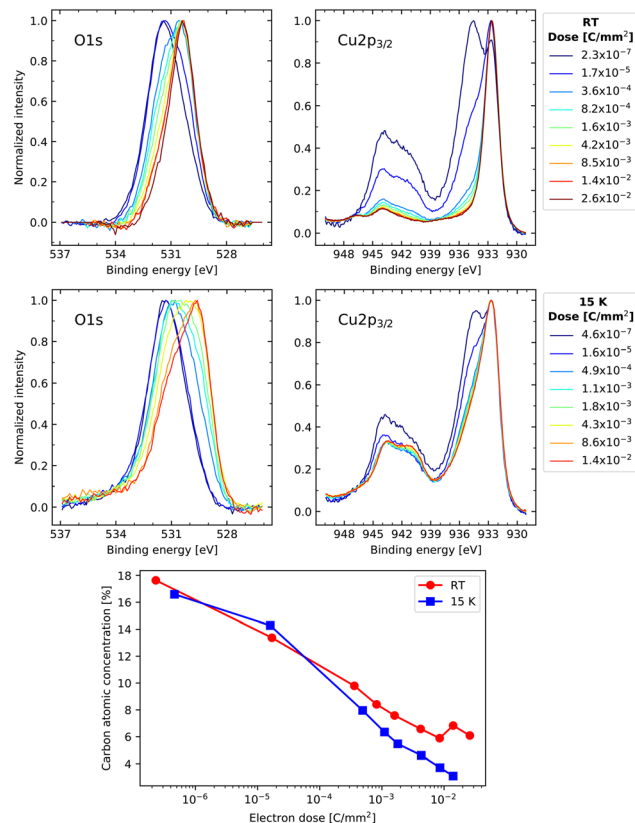 O1s
Normalized intensity
1.0
0.8
0.6
0.4
0.2
0.0
537
534
531
528
Binding energy [eV]
Cu2p₃/₂
1.0
0.8
0.6
0.4
0.2
0.0
948
945
942
939
936
933
930
Binding energy [eV]
RT
Dose [C/mm²]
2.3x10⁻⁷
1.7x10⁻⁵
3.6x10⁻⁴
8.2x10⁻⁴
1.6x10⁻³
4.2x10⁻³
8.5x10⁻³
1.4x10⁻²
2.6x10⁻²
O1s
Normalized intensity
1.0
0.8
0.6
0.4
0.2
0.0
537
534
531
528
Binding energy [eV]
Cu2p₃/₂
1.0
0.8
0.6
0.4
0.2
0.0
948
945
942
939
936
933
930
Binding energy [eV]
15 K
Dose [C/mm²]
4.6x10⁻⁷
1.6x10⁻⁵
4.9x10⁻⁴
1.1x10⁻³
1.8x10⁻³
4.3x10⁻³
8.6x10⁻³
1.4x10⁻²
Carbon atomic concentration [%]
18
16
14
12
10
8
6
4
RT
15 K
10⁻⁶
10⁻⁵
10⁻⁴
10⁻³
10⁻²
Electron dose [C/mm²]